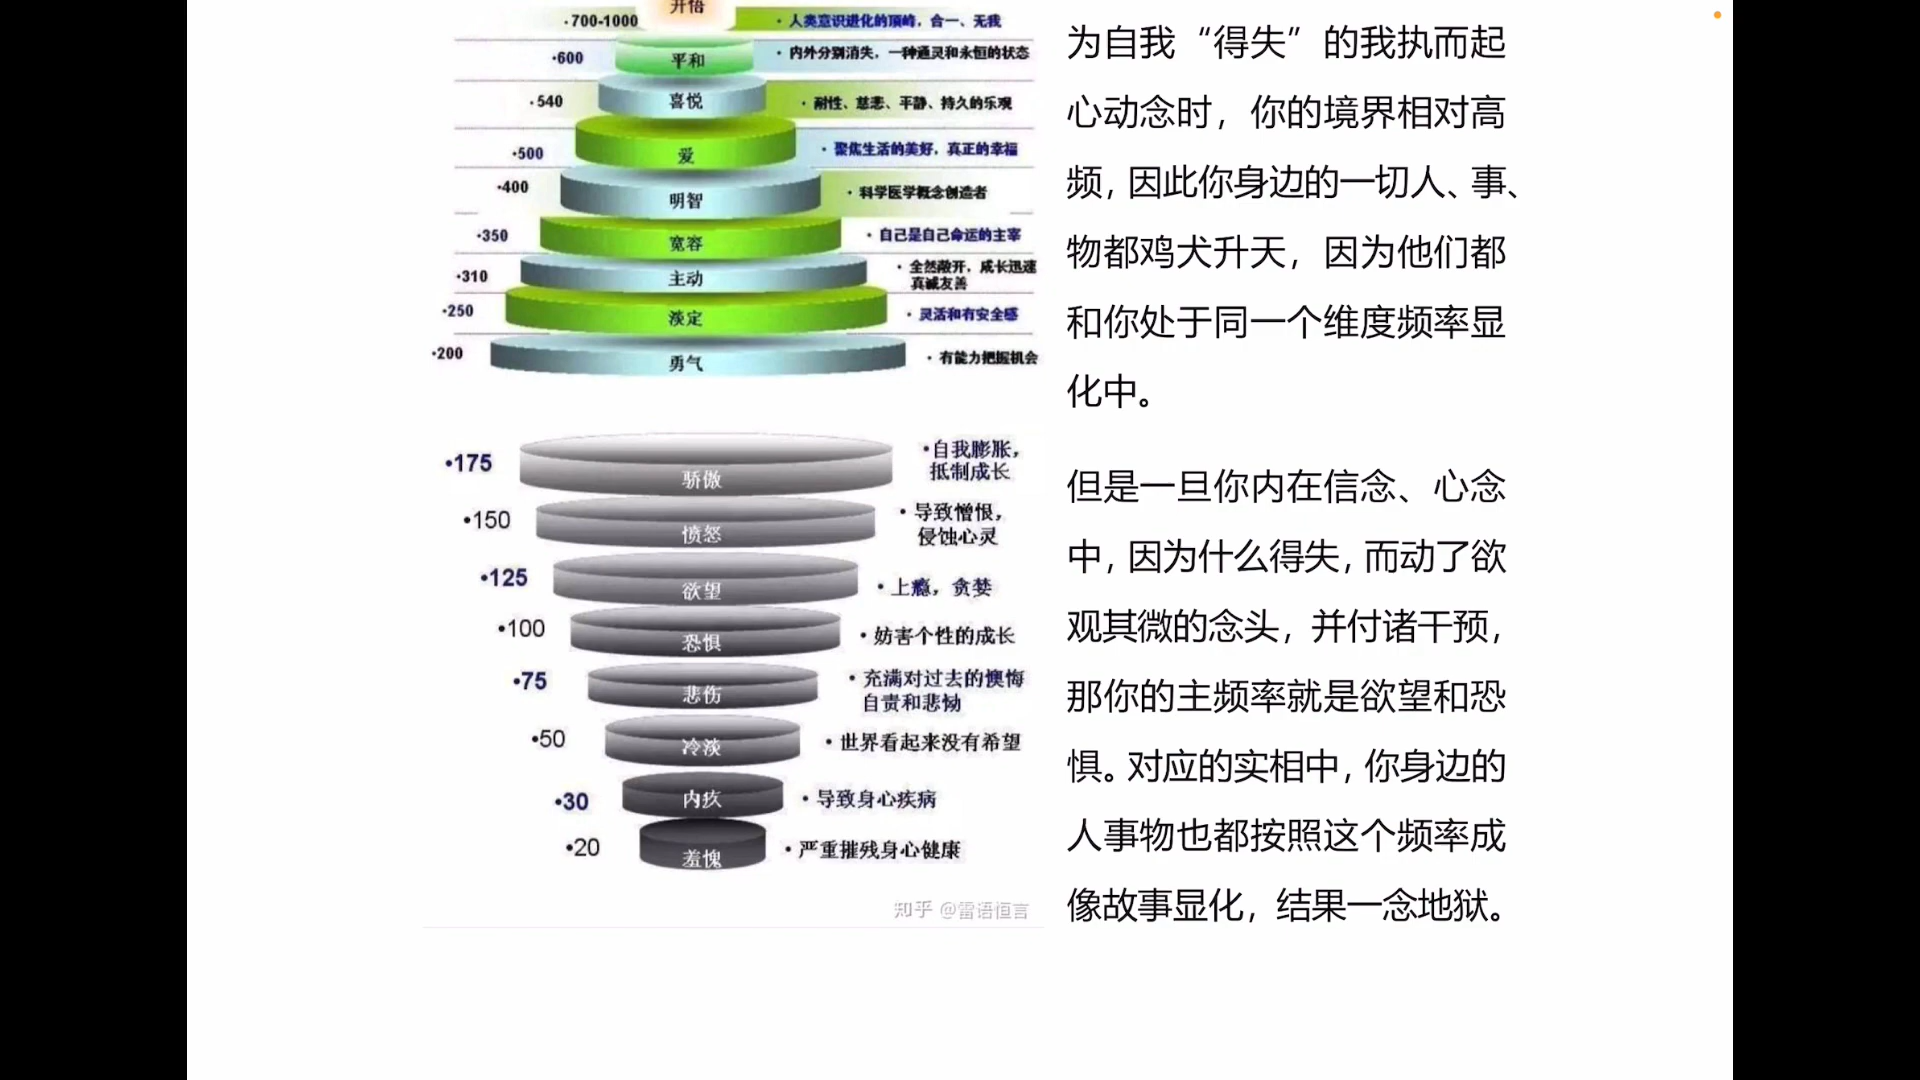 开悟
·700-1000
·人类意识进化的顶峰，合一、无我
·600
平和
·内外分别消失，一种通灵和永恒的状态
·540
喜悦
·耐性、慈悲、平静、持久的乐观
·500
爱
·聚焦生活的美好，真正的幸福
·400
明智
·科学医学概念创造者
·350
宽容
·自己是自己命运的主宰
·310
主动
·全然敞开，成长迅速
真诚友善
·250
淡定
·灵活和有安全感
·200
勇气
·有能力把握机会
•175
骄傲
•自我膨胀，
抵制成长
•150
愤怒
•导致憎恨，
侵蚀心灵
•125
欲望
•上瘾，贪婪
•100
恐惧
•妨害个性的成长
•75
悲伤
•充满对过去的懊悔
自责和悲恸
•50
冷淡
•世界看起来没有希望
•30
内疚
•导致身心疾病
•20
羞愧
•严重摧残身心健康
知乎 @雷语恒言
为自我“得失”的我执而起
心动念时，你的境界相对高
频，因此你身边的一切人、事、
物都鸡犬升天，因为他们都
和你处于同一个维度频率显
化中。
但是一旦你内在信念、心念
中，因为什么得失，而动了欲
观其微的念头，并付诸干预，
那你的主频率就是欲望和恐
惧。对应的实相中，你身边的
人事物也都按照这个频率成
像故事显化，结果一念地狱。